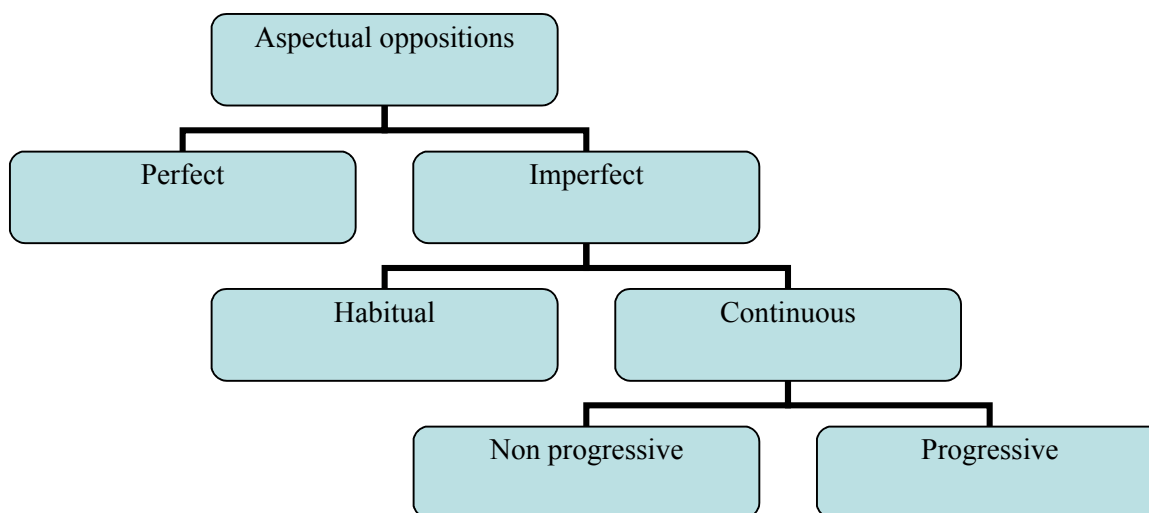 Aspectual oppositions
Perfect
Imperfect
Habitual
Continuous
Non progressive
Progressive